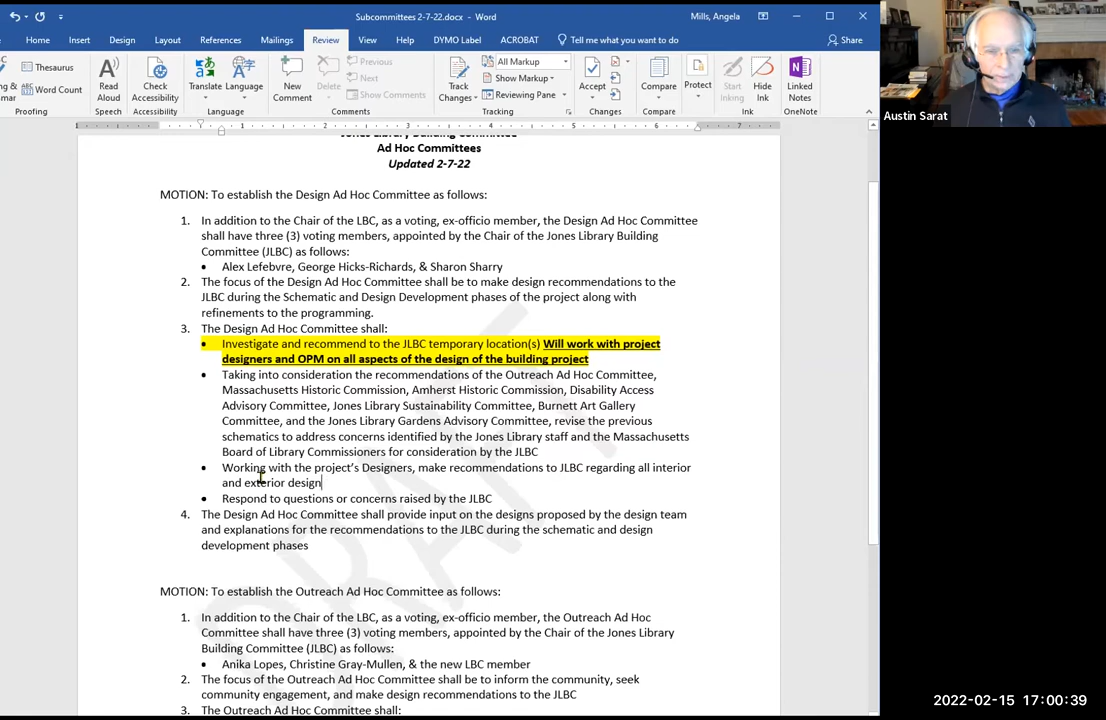 Subcommittees 2-7-22.docx - Word
Mills, Angela
Home Insert Design Layout References Mailings Review View Help DYMO Label ACROBAT Tell me what you want to do Share
Thesaurus
Word Count
Proofing
Read Aloud
Speech
Check Accessibility
Accessibility
Translate Language
Language
New Comment
Delete
Previous
Next
Show Comments
Comments
Track Changes
All Markup
Show Markup
Reviewing Pane
Tracking
Accept
Changes
Compare
Compare
Protect
Start Inking
Hide Ink
Ink
Linked Notes
OneNote
Austin Sarat
Jones Library Building Committee
Ad Hoc Committees
Updated 2-7-22
MOTION: To establish the Design Ad Hoc Committee as follows:
1. In addition to the Chair of the LBC, as a voting, ex-officio member, the Design Ad Hoc Committee
shall have three (3) voting members, appointed by the Chair of the Jones Library Building
Committee (JLBC) as follows:
• Alex Lefebvre, George Hicks-Richards, & Sharon Sharry
2. The focus of the Design Ad Hoc Committee shall be to make design recommendations to the
JLBC during the Schematic and Design Development phases of the project along with
refinements to the programming.
3. The Design Ad Hoc Committee shall:
• Investigate and recommend to the JLBC temporary location(s) Will work with project
designers and OPM on all aspects of the design of the building project
• Taking into consideration the recommendations of the Outreach Ad Hoc Committee,
Massachusetts Historic Commission, Amherst Historic Commission, Disability Access
Advisory Committee, Jones Library Sustainability Committee, Burnett Art Gallery
Committee, and the Jones Library Gardens Advisory Committee, revise the previous
schematics to address concerns identified by the Jones Library staff and the Massachusetts
Board of Library Commissioners for consideration by the JLBC
• Working with the project's Designers, make recommendations to JLBC regarding all interior
and exterior design
• Respond to questions or concerns raised by the JLBC
4. The Design Ad Hoc Committee shall provide input on the designs proposed by the design team
and explanations for the recommendations to the JLBC during the schematic and design
development phases
MOTION: To establish the Outreach Ad Hoc Committee as follows:
1. In addition to the Chair of the LBC, as a voting, ex-officio member, the Outreach Ad Hoc
Committee shall have three (3) voting members, appointed by the Chair of the Jones Library
Building Committee (JLBC) as follows:
• Anika Lopes, Christine Gray-Mullen, & the new LBC member
2. The focus of the Outreach Ad Hoc Committee shall be to inform the community, seek
community engagement, and make design recommendations to the JLBC
3. The Outreach Ad Hoc Committee shall:
DRAFT
2022-02-15 17:00:39